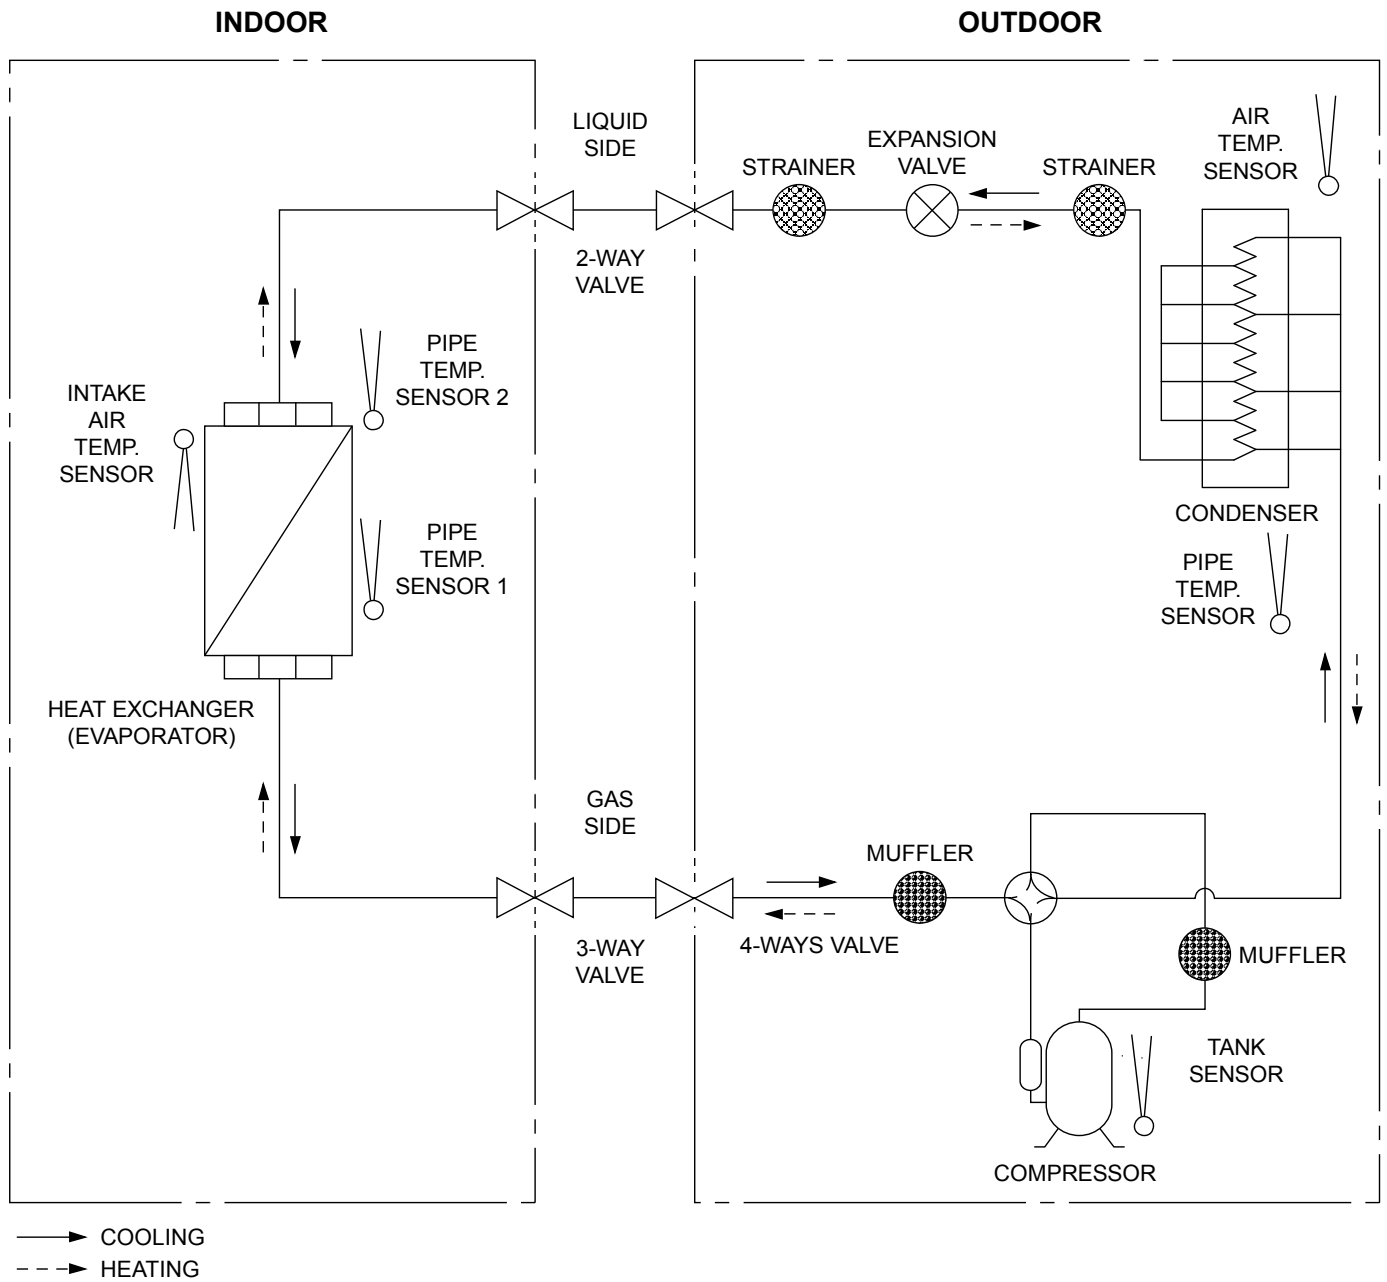 INDOOR
OUTDOOR
LIQUID
SIDE
STRAINER
EXPANSION
VALVE
STRAINER
AIR
TEMP.
SENSOR
2-WAY
VALVE
PIPE
TEMP.
SENSOR 2
INTAKE
AIR
TEMP.
SENSOR
PIPE
TEMP.
SENSOR 1
CONDENSER
PIPE
TEMP.
SENSOR
HEAT EXCHANGER
(EVAPORATOR)
GAS
SIDE
MUFFLER
3-WAY
VALVE
4-WAYS VALVE
MUFFLER
TANK
SENSOR
COMPRESSOR
COOLING
HEATING